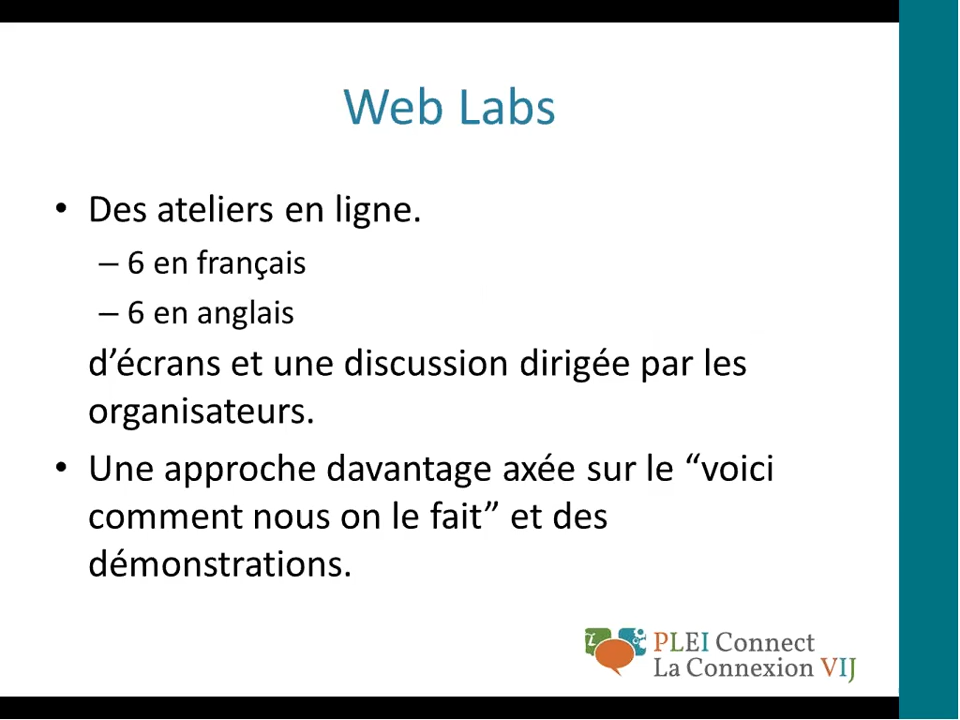 Web Labs
• Des ateliers en ligne.
– 6 en français
– 6 en anglais
d’écrans et une discussion dirigée par les
organisateurs.
• Une approche davantage axée sur le “voici
comment nous on le fait” et des
démonstrations.
PLEI Connect
La Connexion VIJ